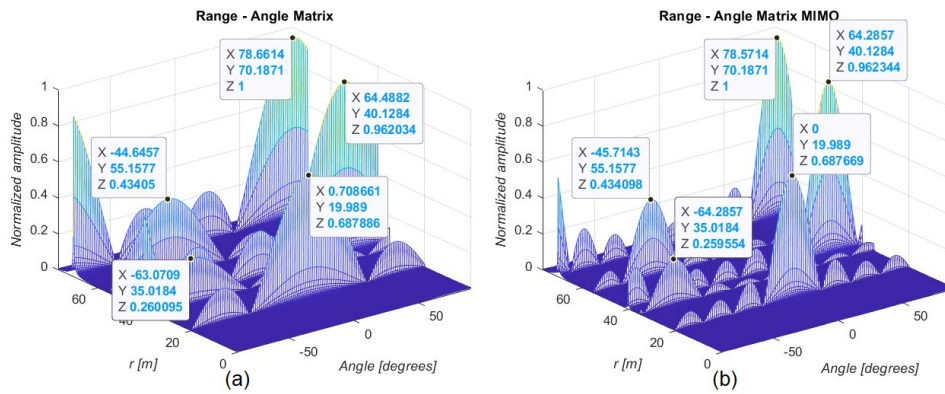 Range - Angle Matrix
X 78.6614
Y 70.1871
Z 1
X 64.4882
Y 40.1284
Z 0.962034
X -44.6457
Y 55.1577
Z 0.43405
X 0.708661
Y 19.989
Z 0.687886
X -63.0709
Y 35.0184
Z 0.260095
Normalized amplitude
1
0.8
0.6
0.4
0.2
0
60
40
20
0
r [m]
-50
0
50
Angle [degrees]
(a)
Range - Angle Matrix MIMO
X 64.2857
Y 40.1284
Z 0.962344
X 78.5714
Y 70.1871
Z 1
X 0
Y 19.989
Z 0.687669
X -45.7143
Y 55.1577
Z 0.434098
X -64.2857
Y 35.0184
Z 0.259554
Normalized amplitude
1
0.8
0.6
0.4
0.2
0
60
40
20
0
r [m]
-50
0
50
Angle [degrees]
(b)